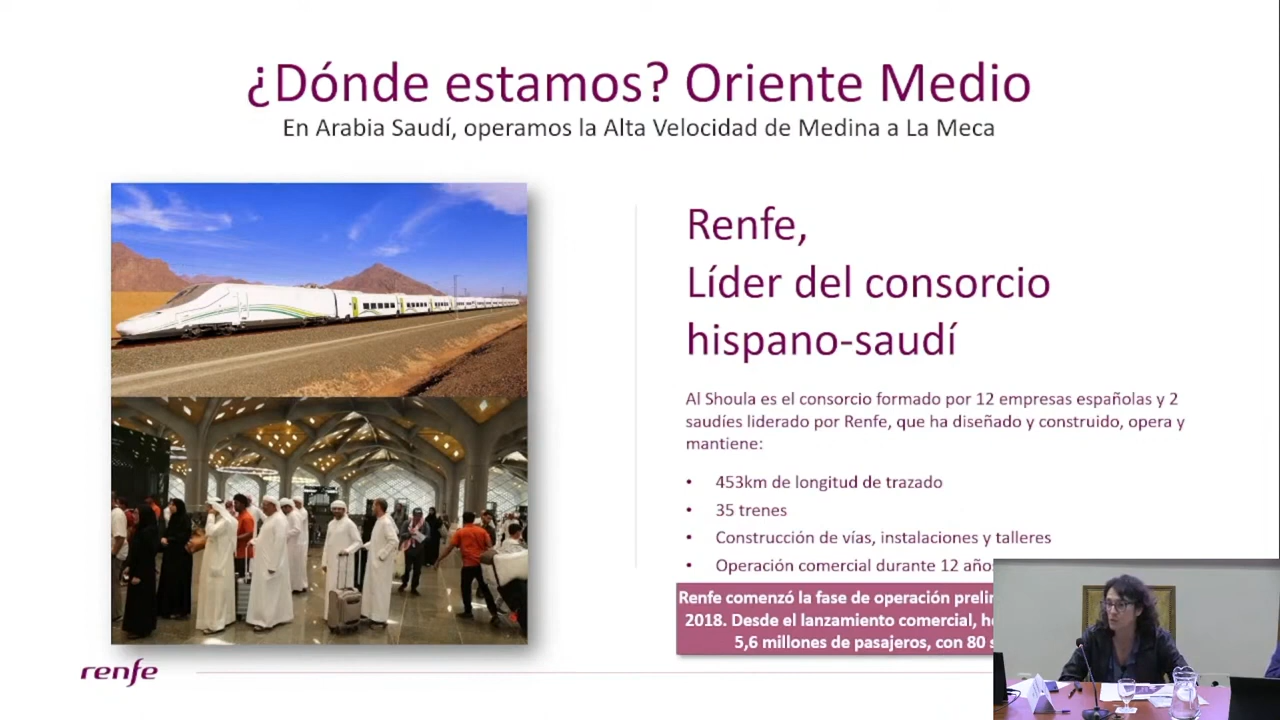 ¿Dónde estamos? Oriente Medio
En Arabia Saudí, operamos la Alta Velocidad de Medina a La Meca
Renfe,
Líder del consorcio
hispano-saudí
Al Shoula es el consorcio formado por 12 empresas españolas y 2
saudíes liderado por Renfe, que ha diseñado y construido, opera y
mantiene:
• 453km de longitud de trazado
• 35 trenes
• Construcción de vías, instalaciones y talleres
• Operación comercial durante 12
Renfe comenzó la fase de operación
2018. Desde el lanzamiento comercial,
5,6 millones de pasajeros, con 80
renfe